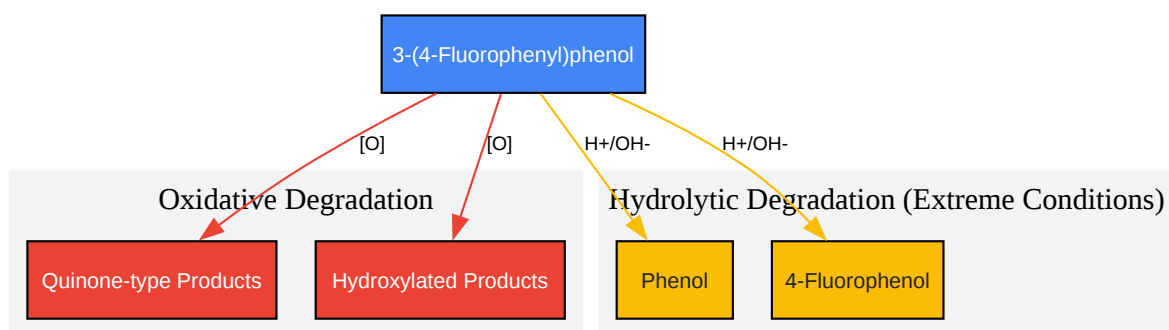 3-(4-Fluorophenyl)phenol
[O]
[O]
H+/OH-
H+/OH-
Oxidative Degradation
Hydrolytic Degradation (Extreme Conditions)
Quinone-type Products
Hydroxylated Products
Phenol
4-Fluorophenol